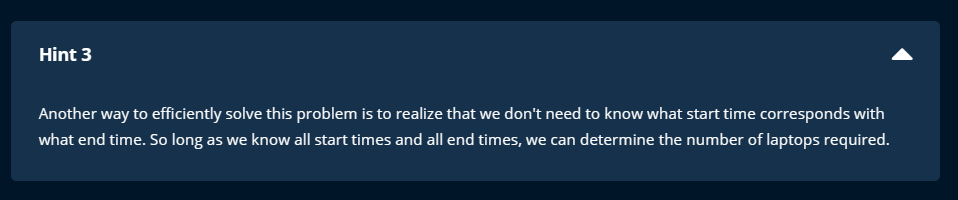 Hint 3
Another way to efficiently solve this problem is to realize that we don't need to know what start time corresponds with
what end time. So long as we know all start times and all end times, we can determine the number of laptops required.